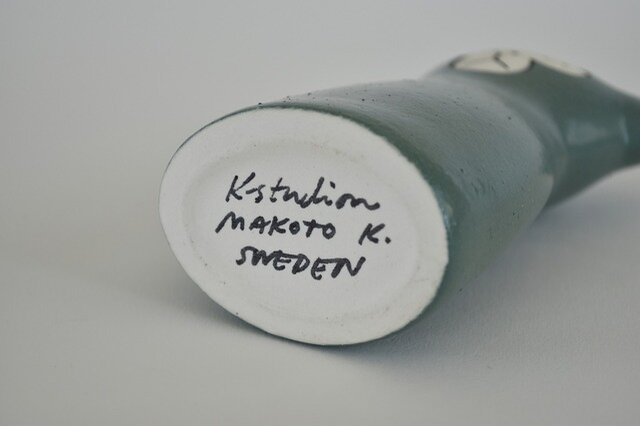 K-studion
MAKOTO K.
SWEDEN